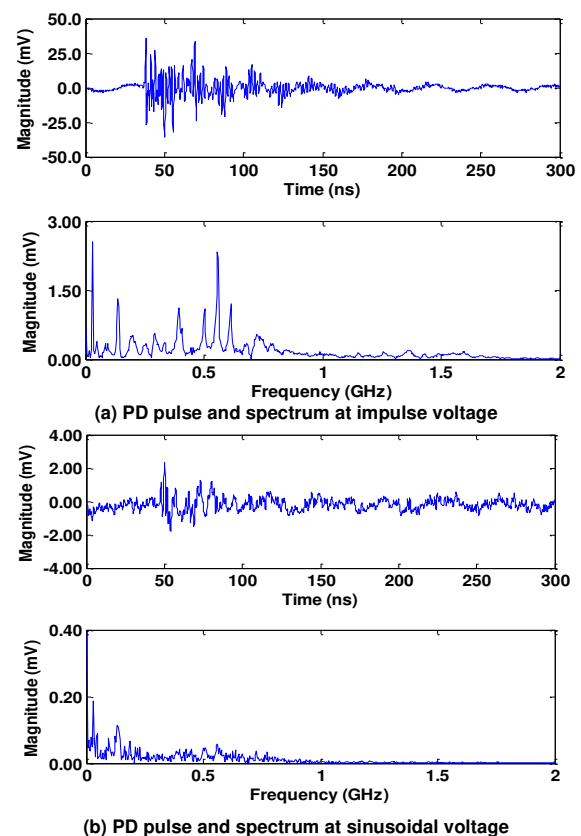 50.0
25.0
0.0
-25.0
-50.0
Magnitude (mV)
0 50 100 150 200 250 300
Time (ns)
3.00
1.50
0.00
Magnitude (mV)
0 0.5 1 1.5 2
Frequency (GHz)
(a) PD pulse and spectrum at impulse voltage
4.00
2.00
0.00
-2.00
-4.00
Magnitude (mV)
0 50 100 150 200 250 300
Time (ns)
0.40
0.20
0.00
Magnitude (mV)
0 0.5 1 1.5 2
Frequency (GHz)
(b) PD pulse and spectrum at sinusoidal voltage